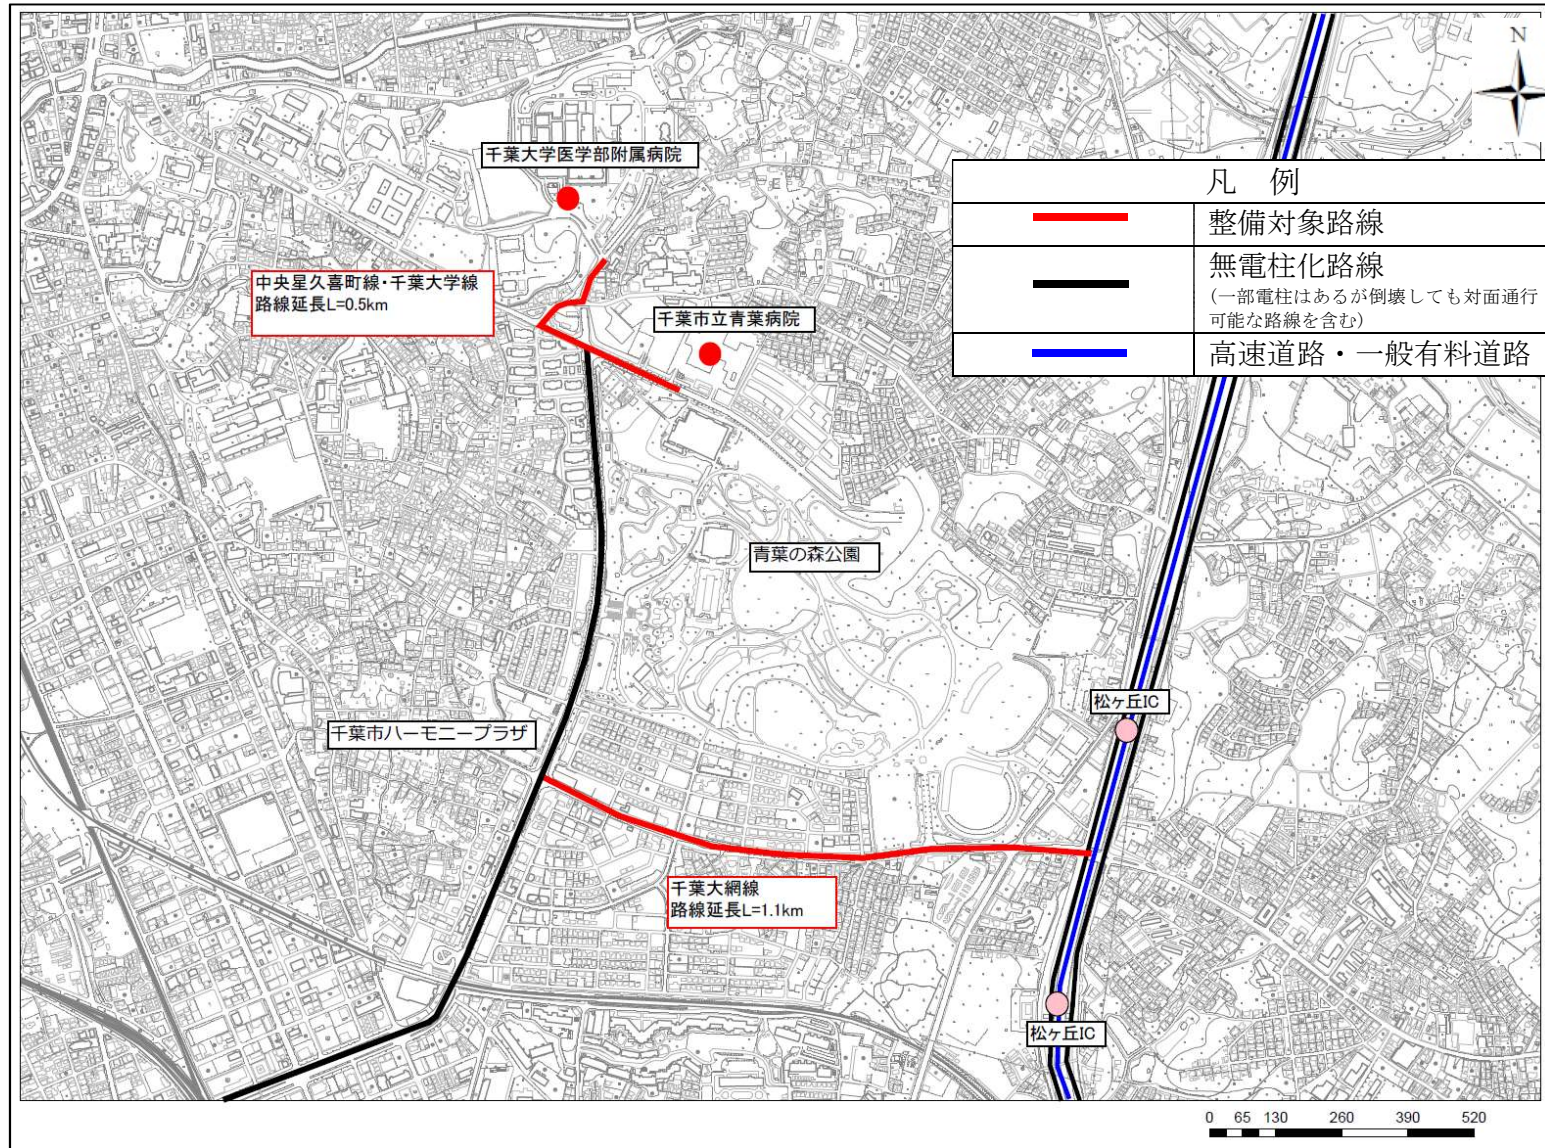 N
千葉大学医学部附属病院
凡 例
整備対象路線
無電柱化路線
(一部電柱はあるが倒壊しても対面通行
可能な路線を含む)
高速道路・一般有料道路
中央星久喜町線・千葉大学線
路線延長L=0.5km
千葉市立青葉病院
青葉の森公園
松ヶ丘IC
千葉市ハーモニープラザ
千葉大網線
路線延長L=1.1km
松ヶ丘IC
0 65 130 260 390 520